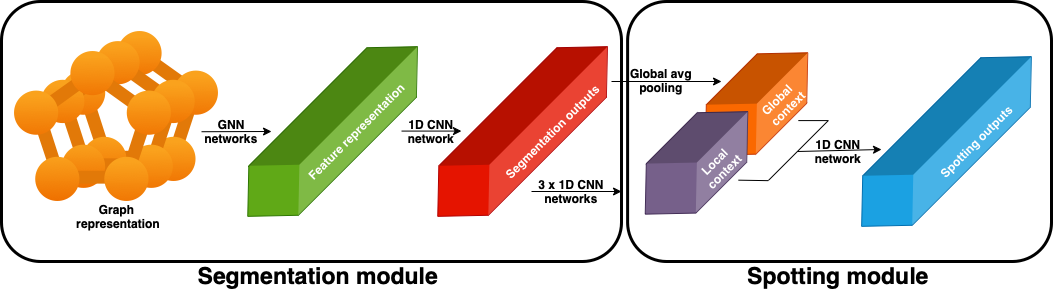 Graph
representation
GNN
networks
Feature representation
1D CNN
network
Segmentation outputs
3 x 1D CNN
networks
Segmentation module
Global avg
pooling
Global
context
Local
context
1D CNN
network
Spotting outputs
Spotting module